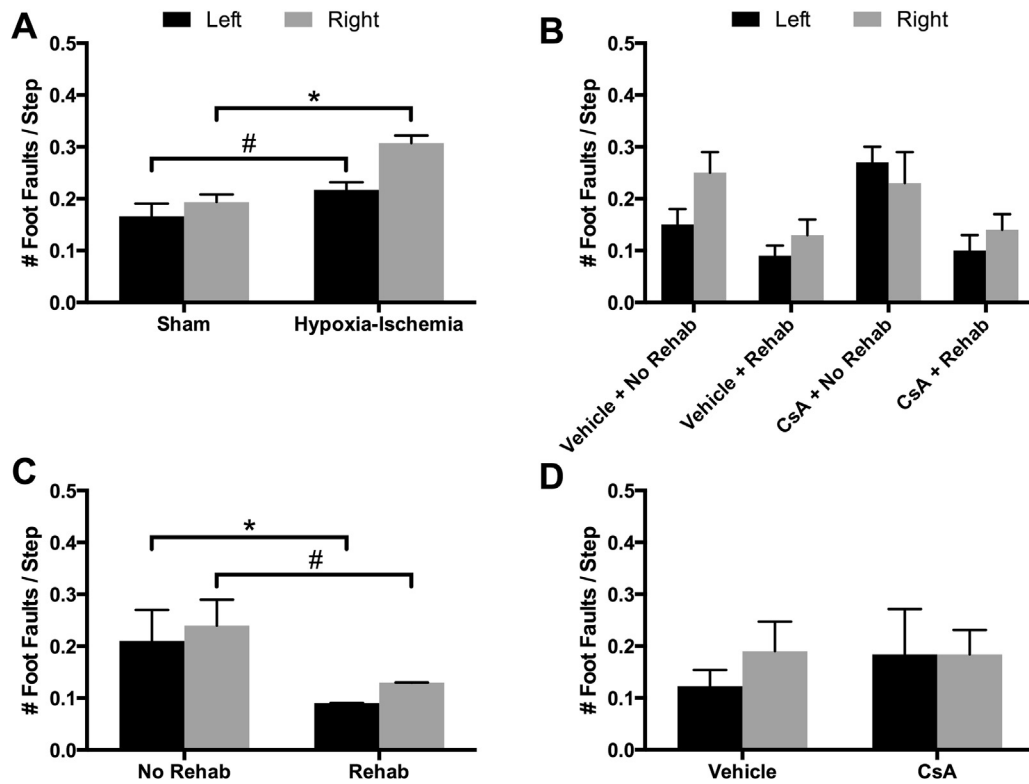 A
Left Right
# Foot Faults / Step
0.5
0.4
0.3
0.2
0.1
0.0
*
#
Sham Hypoxia-Ischemia
B
Left Right
# Foot Faults / Step
0.5
0.4
0.3
0.2
0.1
0.0
Vehicle + No Rehab
Vehicle + Rehab
CsA + No Rehab
CsA + Rehab
C
# Foot Faults / Step
0.5
0.4
0.3
0.2
0.1
0.0
*
#
No Rehab Rehab
D
# Foot Faults / Step
0.5
0.4
0.3
0.2
0.1
0.0
Vehicle CsA